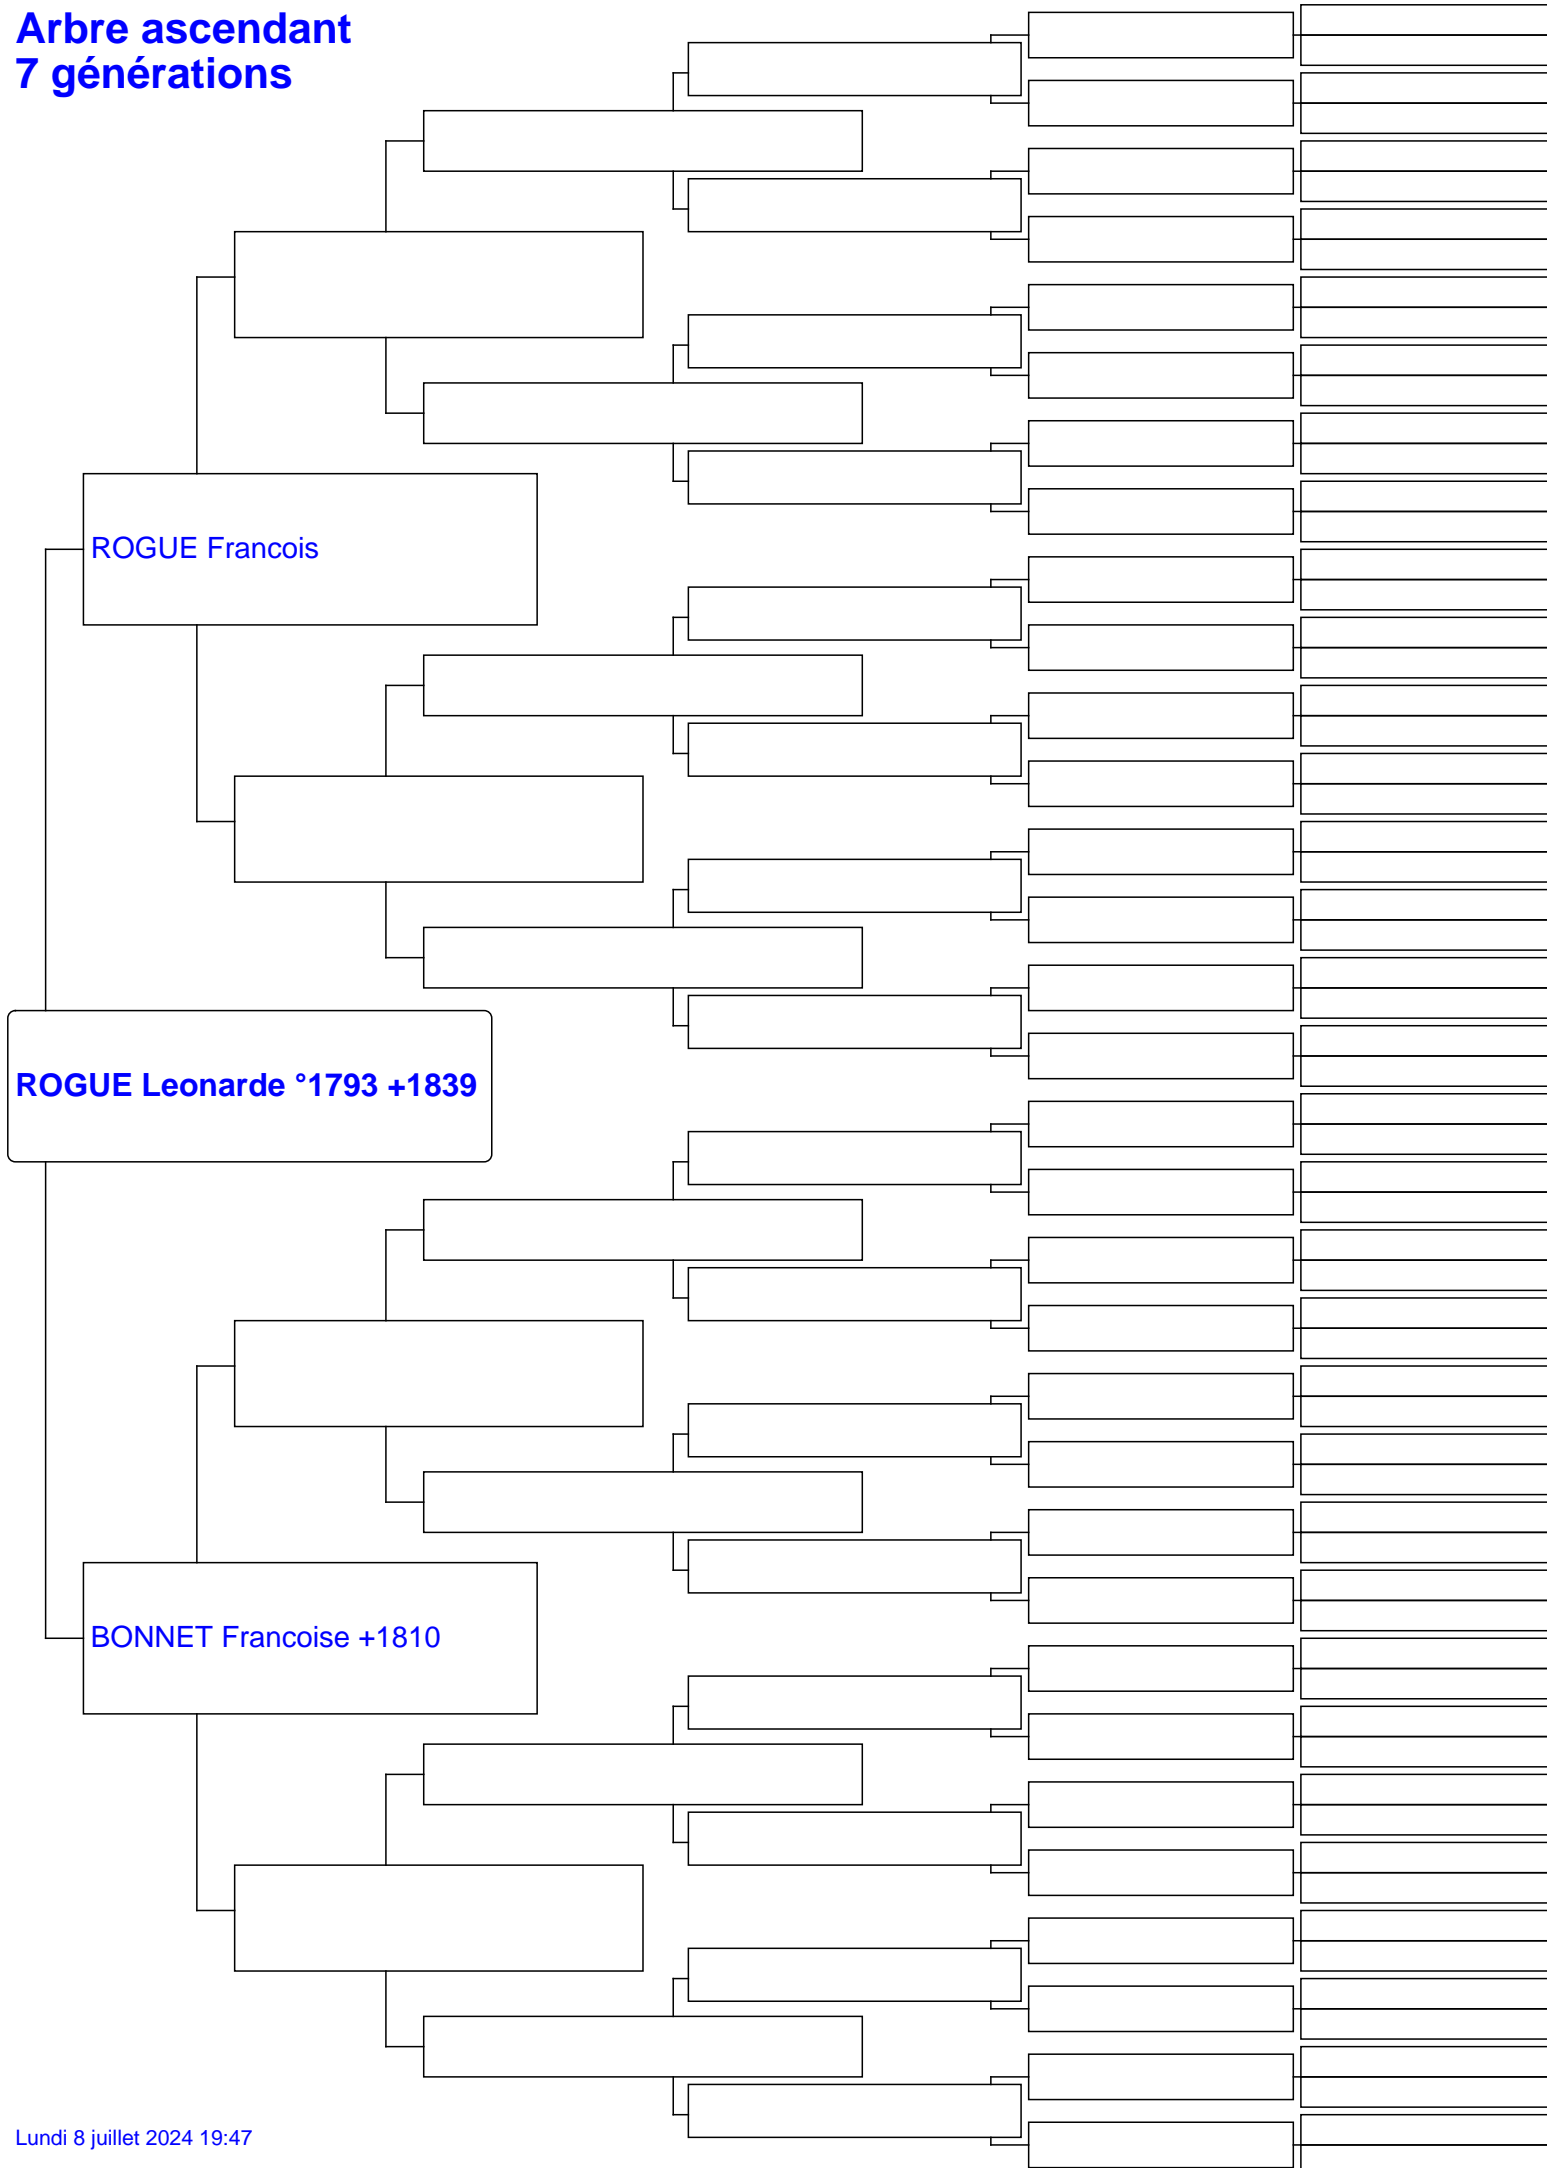 Arbre ascendant
7 générations
ROGUE Francois
ROGUE Leonarde °1793 +1839
BONNET Francoise +1810
Lundi 8 juillet 2024 19:47